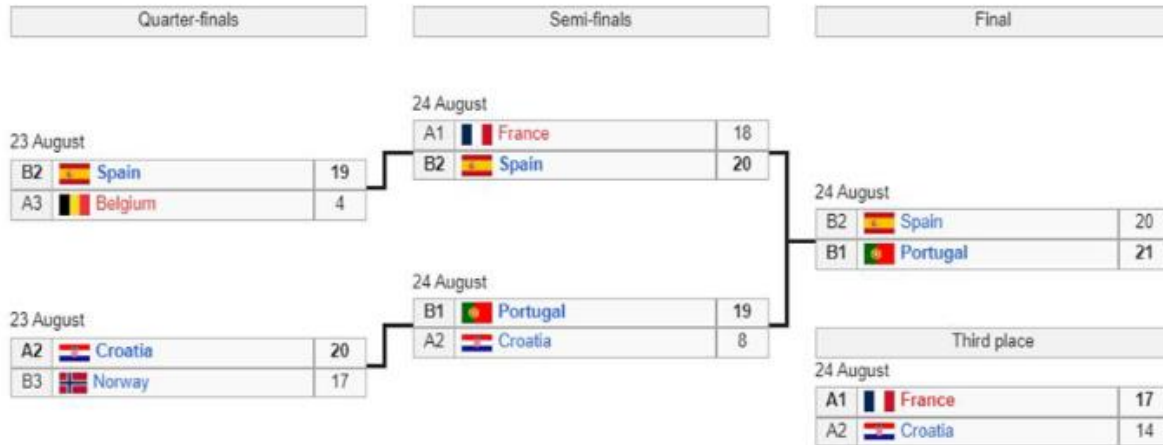 Quarter-finals
Semi-finals
Final
23 August
B2 Spain 19
A3 Belgium 4
23 August
A2 Croatia 20
B3 Norway 17
24 August
A1 France 18
B2 Spain 20
24 August
B1 Portugal 19
A2 Croatia 8
24 August
B2 Spain 20
B1 Portugal 21
Third place
24 August
A1 France 17
A2 Croatia 14